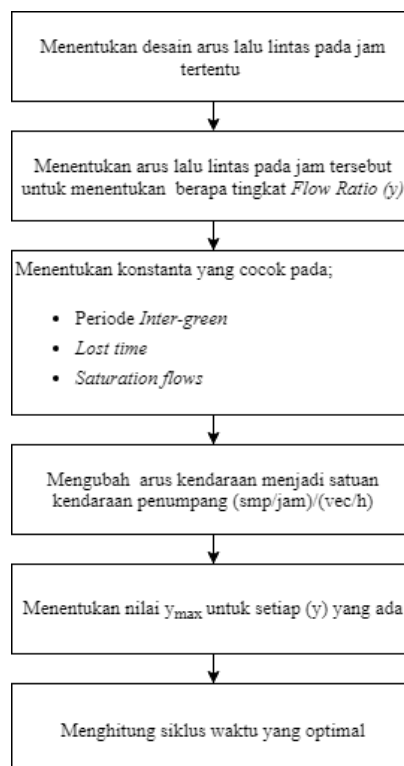 Menentukan desain arus lalu lintas pada jam
tertentu
Menentukan arus lalu lintas pada jam tersebut
untuk menentukan berapa tingkat Flow Ratio (y)
Menentukan konstanta yang cocok pada;
• Periode Inter-green
• Lost time
• Saturation flows
Mengubah arus kendaraan menjadi satuan
kendaraan penumpang (smp/jam)/(vec/h)
Menentukan nilai ymax untuk setiap (y) yang ada
Menghitung siklus waktu yang optimal